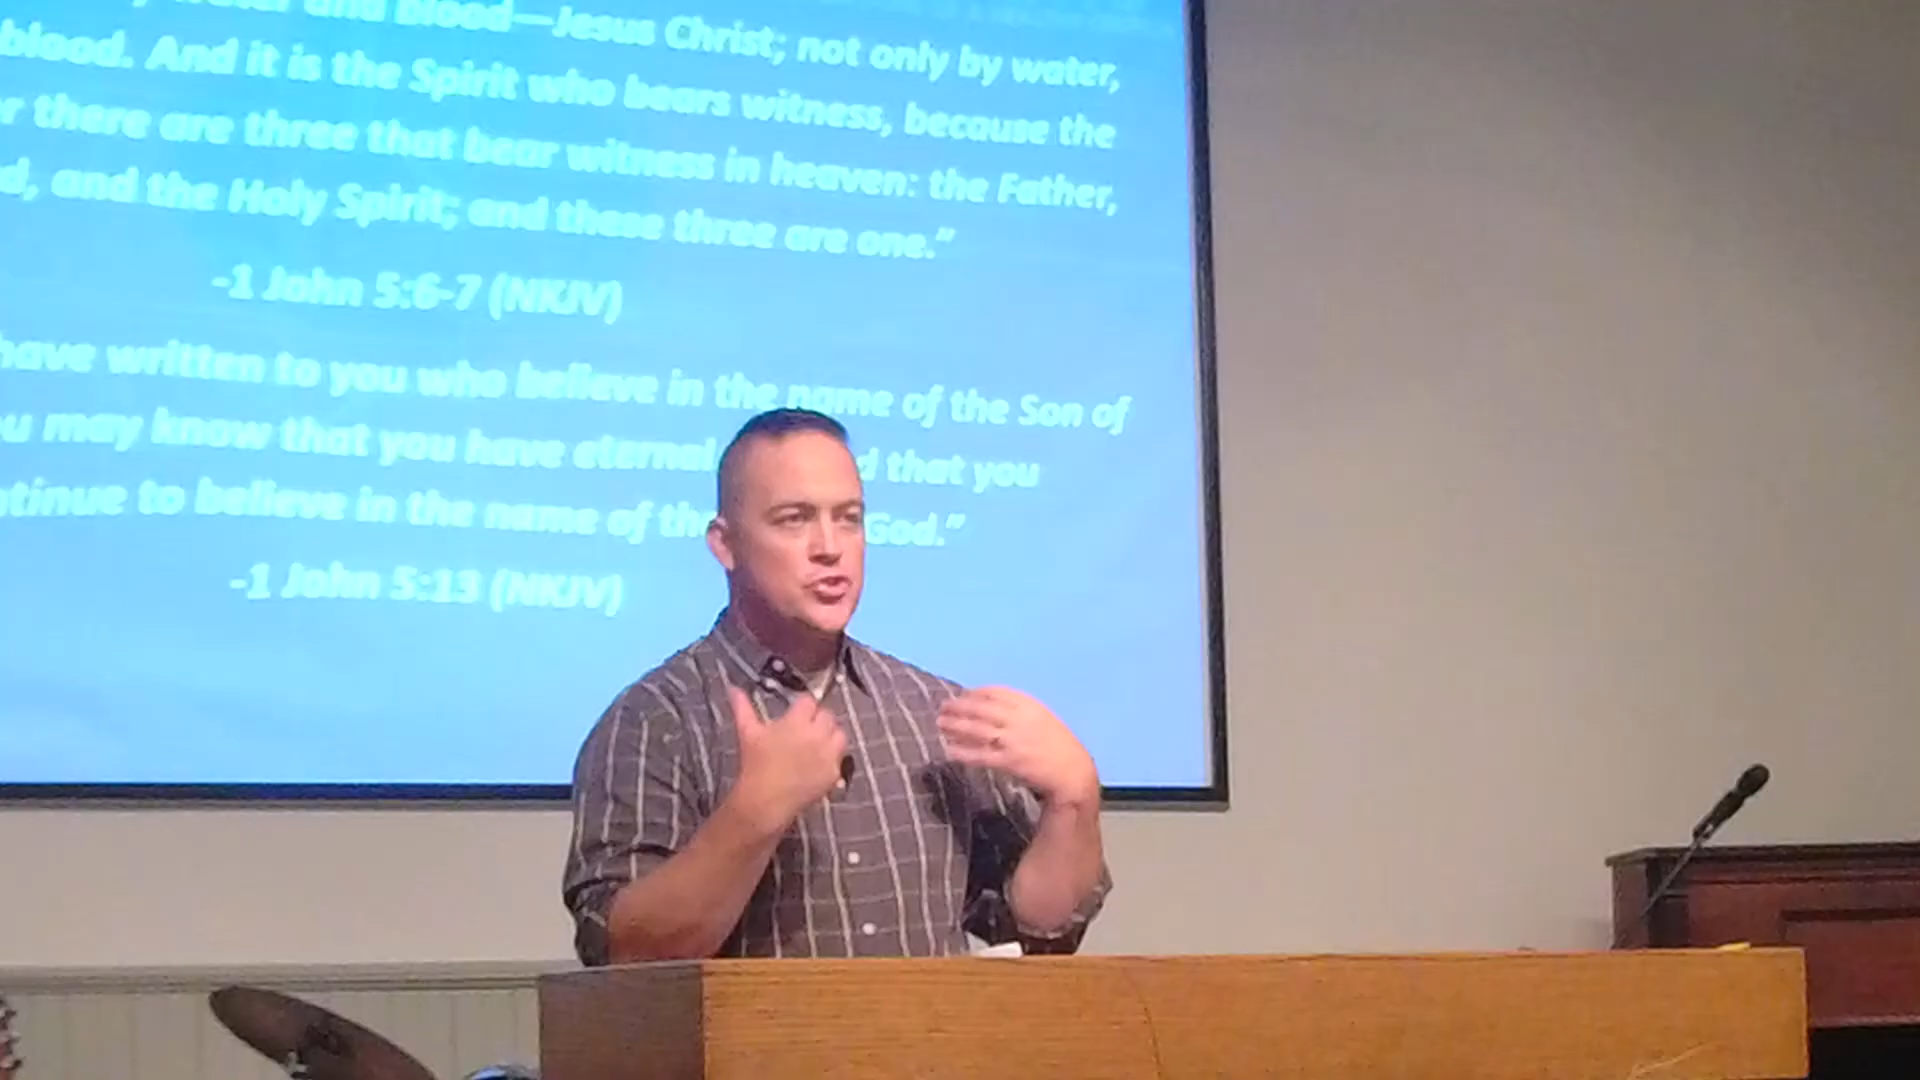 and Blood—Jesus Christ; not only by water,
blood. And it is the Spirit who bears witness, because the
there are three that bear witness in heaven: the Father,
and the Holy Spirit; and these three are one.”
-1 John 5:6-7 (NKJV)
have written to you who believe in the name of the Son of
may know that you have eternal that you
to believe in the name of God.”
-1 John 5:13 (NKJV)